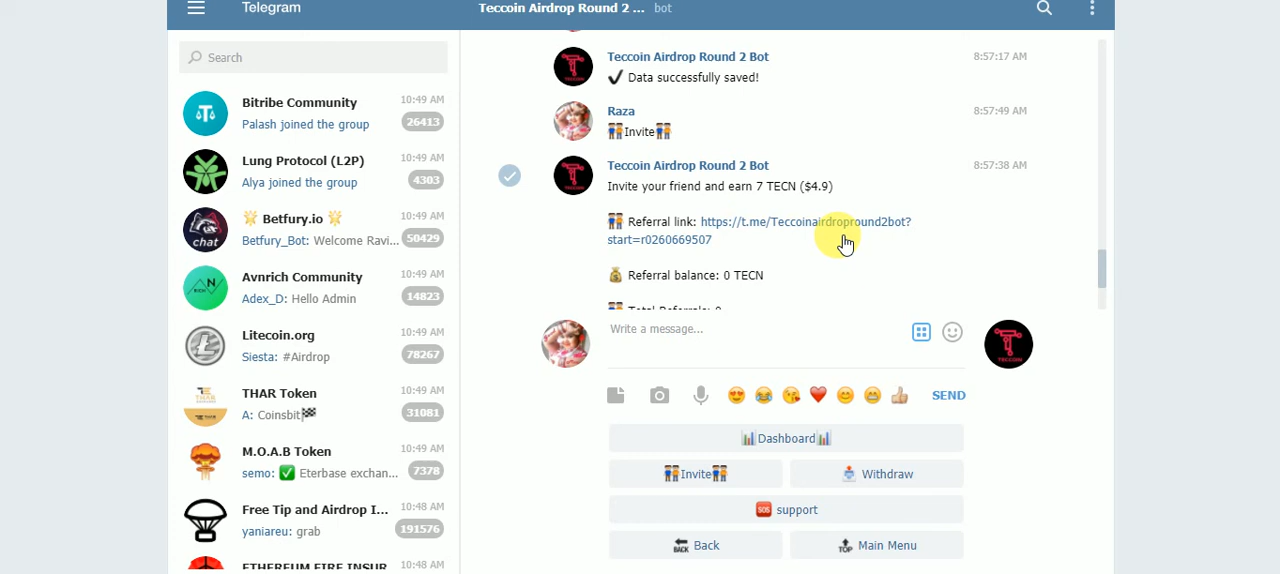 Telegram
Teccoin Airdrop Round 2 ... bot
Search
Bitribe Community 10:49 AM
Palash joined the group 26413
Lung Protocol (L2P) 10:49 AM
Alya joined the group 4303
🌟 Betfury.io 🌟 10:49 AM
Betfury_Bot: Welcome Ravi... 50429
chat
Avnrich Community 10:49 AM
Adex_D: Hello Admin 14823
Litecoin.org 10:49 AM
Siesta: #Airdrop 78267
THAR Token 10:49 AM
A: Coinsbit🏁 31081
M.O.A.B Token 10:49 AM
semo: ✅ Eterbase exchan... 7378
Free Tip and Airdrop I... 10:48 AM
yaniareu: grab 191576
ETHEREUM FIRE INSUR 10:48 AM
Teccoin Airdrop Round 2 Bot 8:57:17 AM
✔ Data successfully saved!
Raza 8:57:49 AM
👬Invite👬
Teccoin Airdrop Round 2 Bot 8:57:38 AM
Invite your friend and earn 7 TECN ($4.9)
👬 Referral link: https://t.me/Teccoinairdropround2bot?
start=r0260669507
💰 Referral balance: 0 TECN
👬 Total Referrals: 0
Write a message...
SEND
📊Dashboard📊
👬Invite👬
📩 Withdraw
🆘 support
🔙 Back
🔝 Main Menu